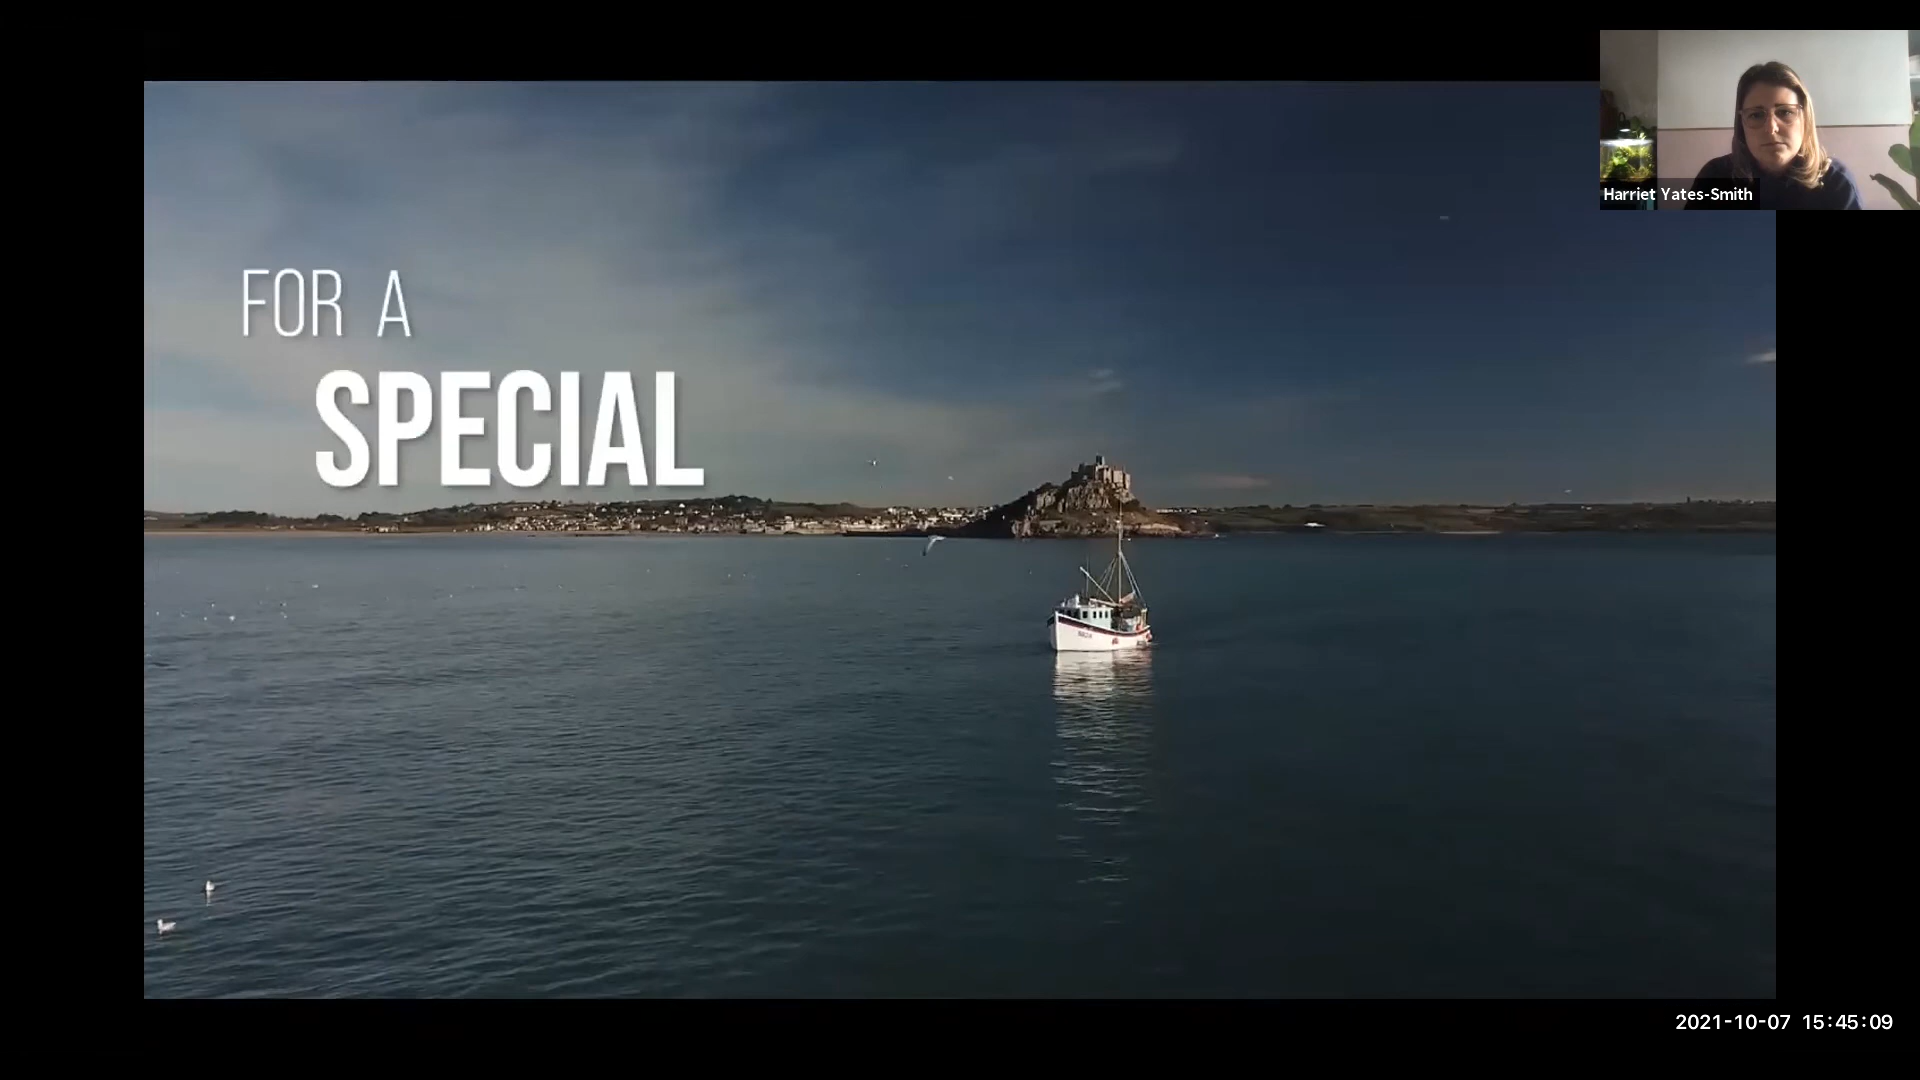 FOR A
SPECIAL
Harriet Yates-Smith
2021-10-07 15:45:09